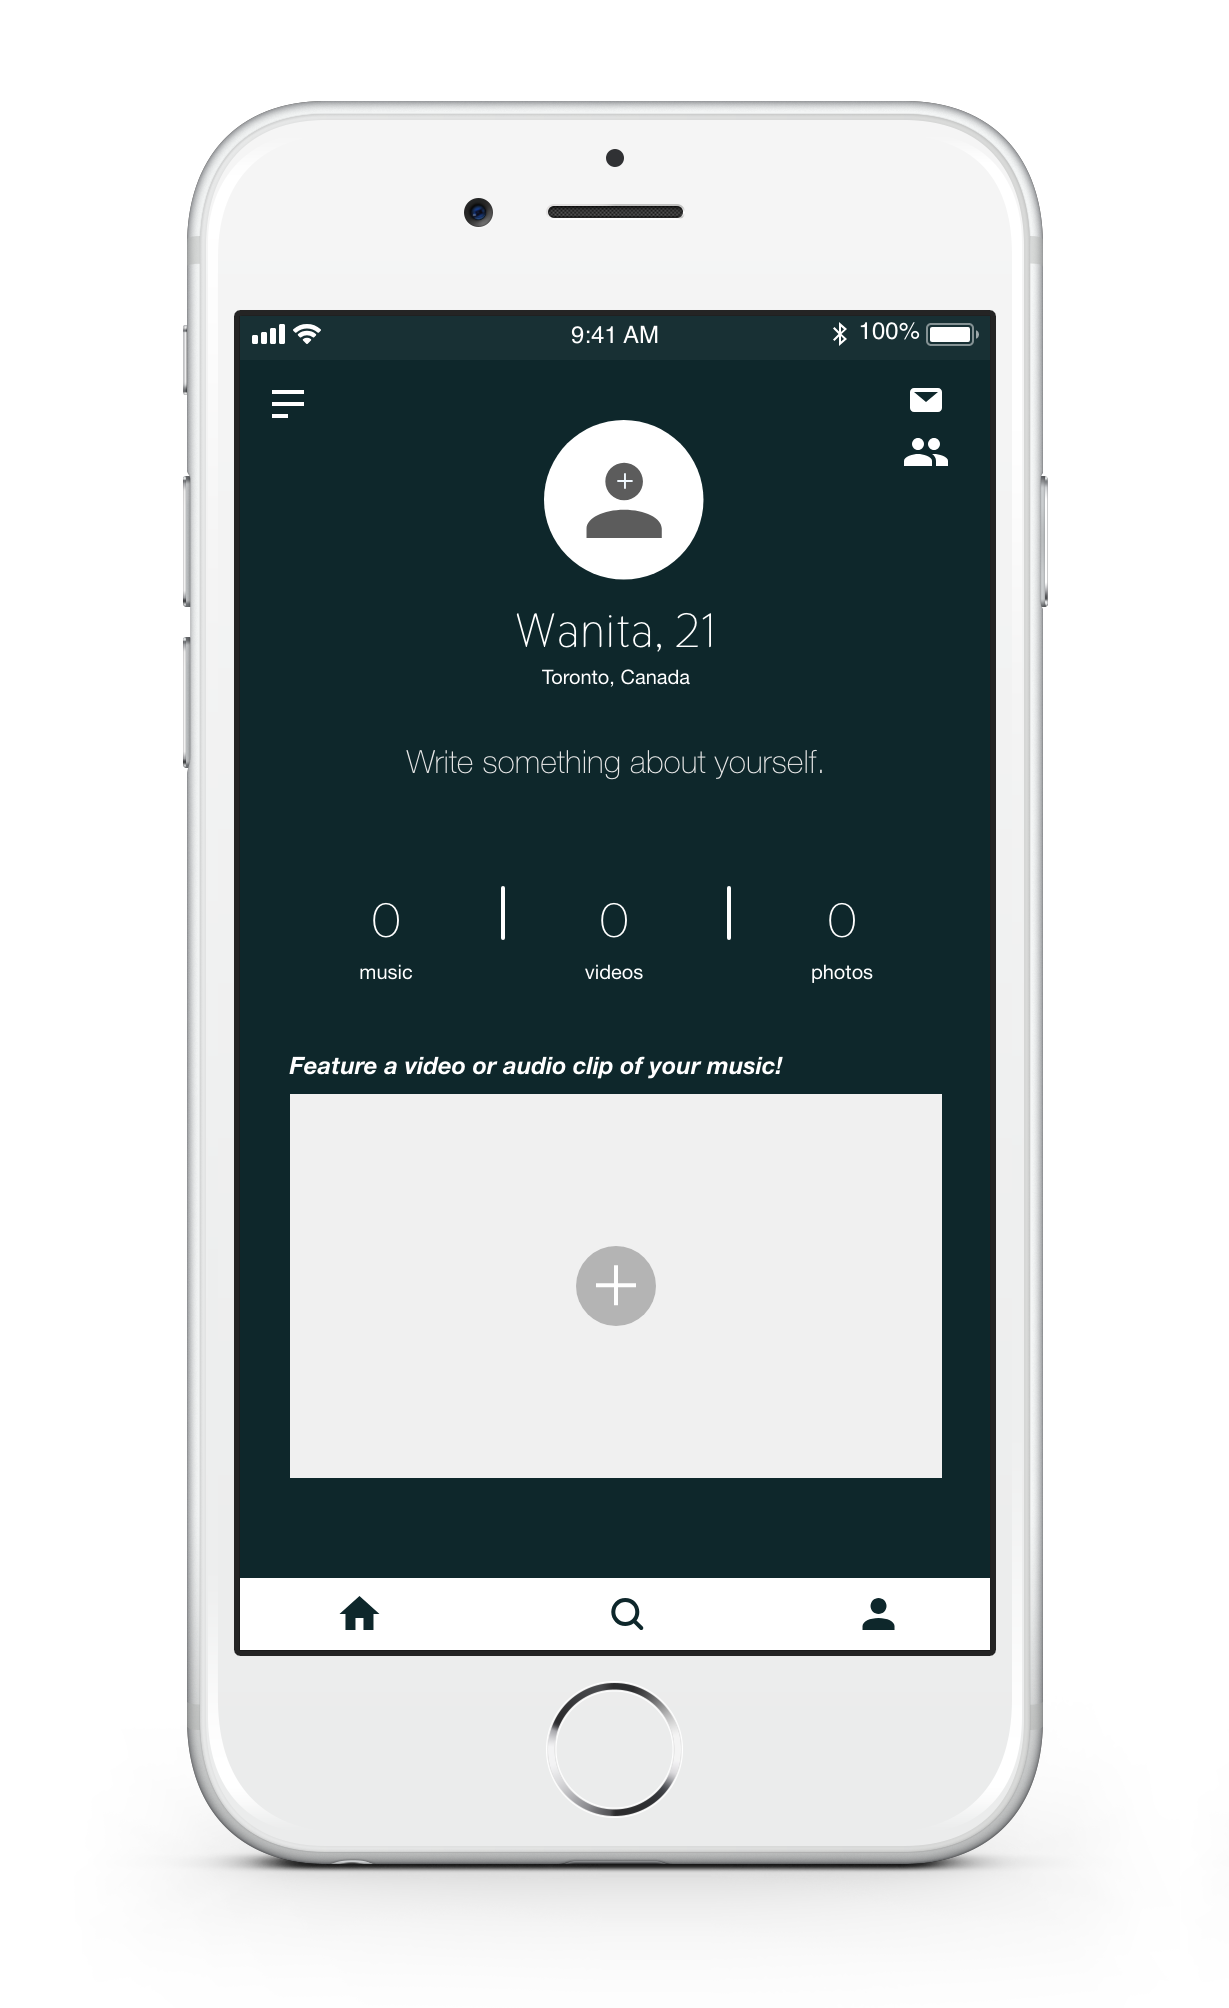 9:41 AM
100%
Wanita, 21
Toronto, Canada
Write something about yourself.
0
0
0
music
videos
photos
Feature a video or audio clip of your music!